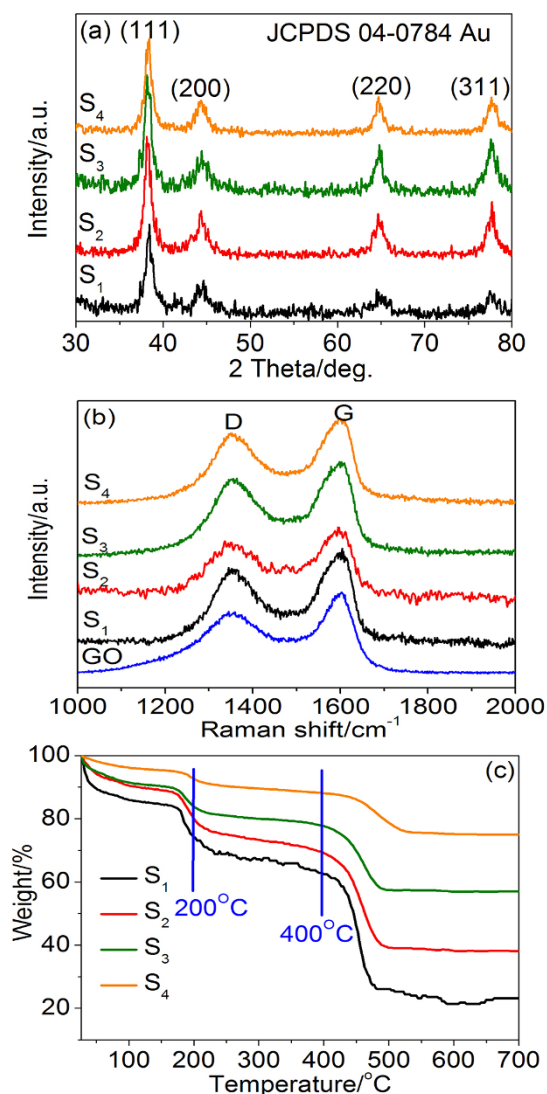 (a) (111) JCPDS 04-0784 Au
(200) (220) (311)
S4
S3
S2
S1
Intensity/a.u.
30 40 50 60 70 80
2 Theta/deg.
(b) D G
S4
S3
S2
S1
GO
Intensity/a.u.
1000 1200 1400 1600 1800 2000
Raman shift/cm-1
(c)
100
80
60
40
20
Weight/%
200°C
400°C
S1
S2
S3
S4
100 200 300 400 500 600 700
Temperature/°C